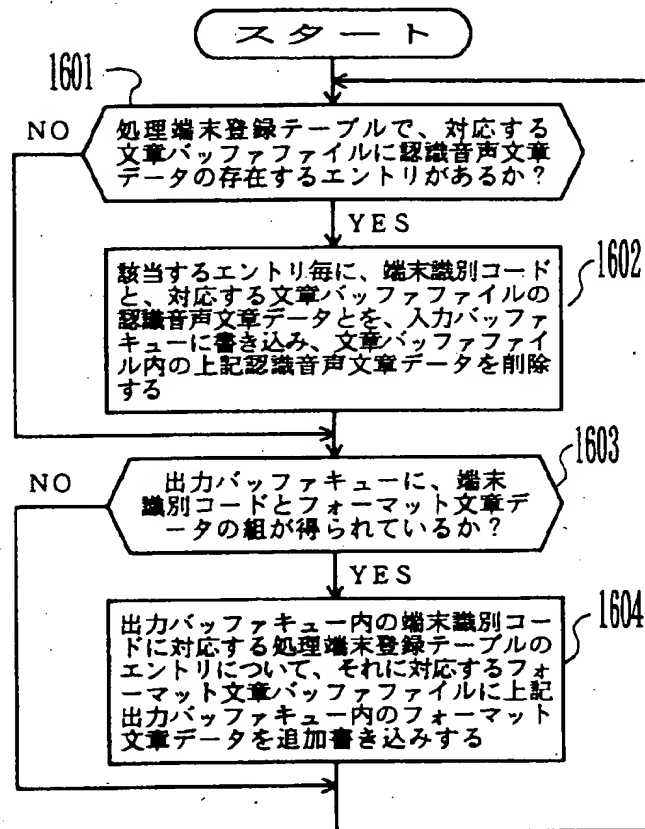 スタート
1601
NO
処理端末登録テーブルで、対応する
文章バッファファイルに認識音声文章
データの存在するエントリがあるか?
YES
1602
該当するエントリ毎に、端末識別コード
と、対応する文章バッファファイルの
認識音声文章データとを、入力バッファ
キューに書き込み、文章バッファファ
イル内の上記認識音声文章データを削除
する
1603
NO
出力バッファキューに、端末
識別コードとフォーマット文章デ
ータの組が得られているか?
YES
1604
出力バッファキュー内の端末識別コー
ドに対応する処理端末登録テーブルの
エントリについて、それに対応するフォ
ーマット文章バッファファイルに上記
出力バッファキュー内のフォーマット
文章データを追加書き込みする